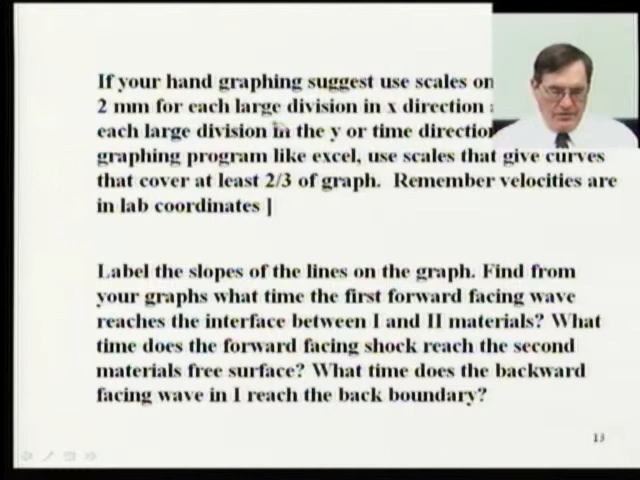 If your hand graphing suggest use scales on
2 mm for each large division in x direction
each large division in the y or time direction
graphing program like excel, use scales that give curves
that cover at least 2/3 of graph. Remember velocities are
in lab coordinates ]
Label the slopes of the lines on the graph. Find from
your graphs what time the first forward facing wave
reaches the interface between I and II materials? What
time does the forward facing shock reach the second
materials free surface? What time does the backward
facing wave in I reach the back boundary?
13